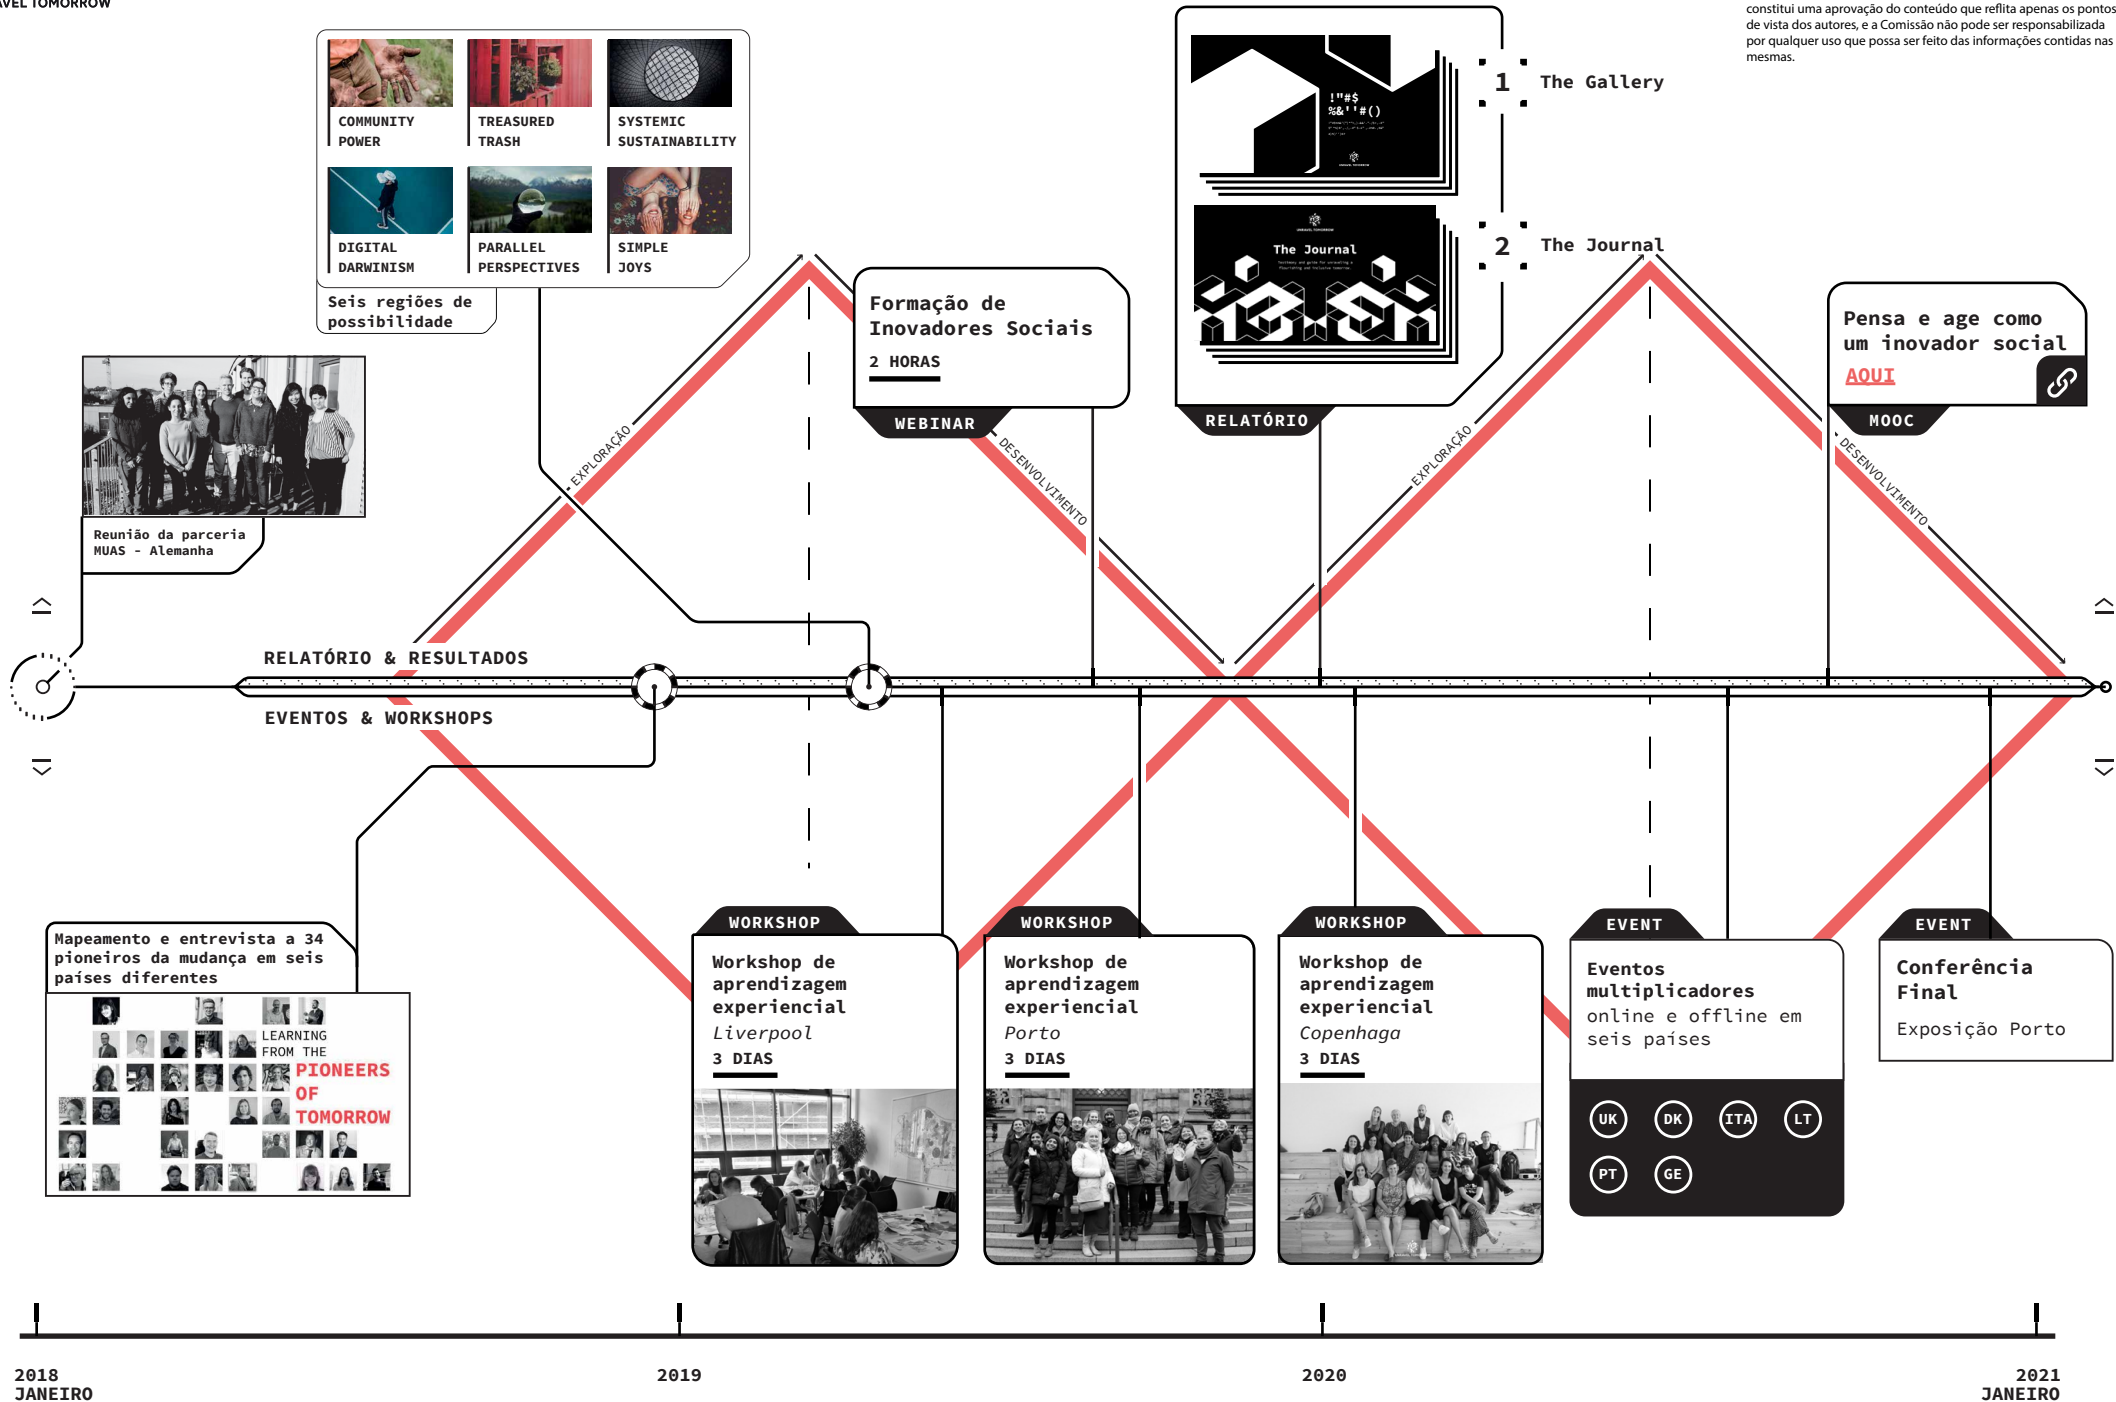 AVEL TOMORROW
constitui uma aprovação do conteúdo que reflita apenas os pontos
de vista dos autores, e a Comissão não pode ser responsabilizada
por qualquer uso que possa ser feito das informações contidas nas
mesmas.
COMMUNITY
POWER
TREASURED
TRASH
SYSTEMIC
SUSTAINABILITY
DIGITAL
DARWINISM
PARALLEL
PERSPECTIVES
SIMPLE
JOYS
Seis regiões de
possibilidade
!"#$
%&''#()
UNRAVEL TOMORROW
1 The Gallery
UNRAVEL TOMORROW
The Journal
2 The Journal
RELATÓRIO
Formação de
Inovadores Sociais
2 HORAS
WEBINAR
Pensa e age como
um inovador social
AQUI
MOOC
Reunião da parceria
MUAS - Alemanha
EXPLORAÇÃO
DESENVOLVIMENTO
EXPLORAÇÃO
DESENVOLVIMENTO
RELATÓRIO & RESULTADOS
EVENTOS & WORKSHOPS
Mapeamento e entrevista a 34
pioneiros da mudança em seis
países diferentes
LEARNING
FROM THE
PIONEERS
OF
TOMORROW
WORKSHOP
Workshop de
aprendizagem
experiencial
Liverpool
3 DIAS
WORKSHOP
Workshop de
aprendizagem
experiencial
Porto
3 DIAS
WORKSHOP
Workshop de
aprendizagem
experiencial
Copenhaga
3 DIAS
EVENT
Eventos
multiplicadores
online e offline em
seis países
UK DK ITA LT
PT GE
EVENT
Conferência
Final
Exposição Porto
2018
JANEIRO
2019
2020
2021
JANEIRO